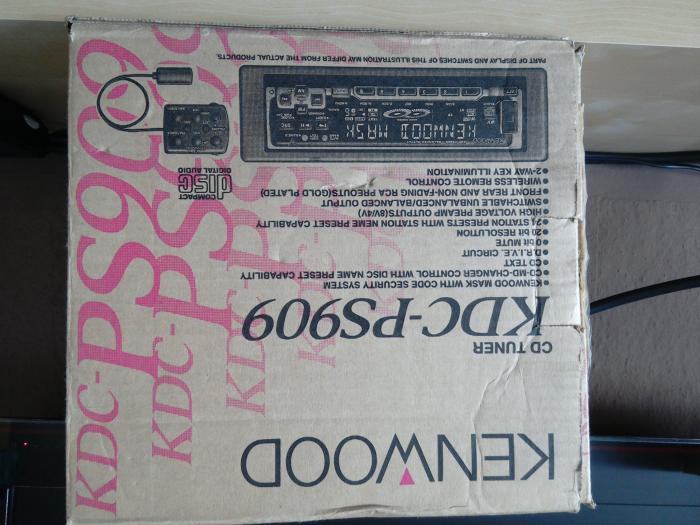 KENWOOD
CD TUNER
KDC-PS909
KDC-PS909
KDC-PS909
KDC-PS909
●KENWOOD MASK WITH CODE SECURITY SYSTEM
●CD•MD-CHANGER CONTROL WITH DISC NAME PRESET CAPABILITY
●CD TEXT
●D.R.I.V.E. CIRCUIT
●0 bit MUTE
●20 bit RESOLUTION
●24 STATION PRESETS WITH STATION NEME PRESET CAPABILITY
HIGH VOLTAGE PREAMP OUTPUTS(8V/4V)
SWITCHABLE UNBALANCED/BALANCED OUTPUT
●FRONT REAR AND NON-FADING RCA PREOUTS(GOLD PLATED)
WIRELESS REMOTE CONTROL
●2-WAY KEY ILLUMINATION
COMPACT
disc
DIGITAL AUDIO
KENWOOD
KENWOOD MASK
PART OF DISPLAY AND SWITCHES OF THIS ILLUSTRATION MAY DIFFER FROM THE ACTUAL PRODUCTS.